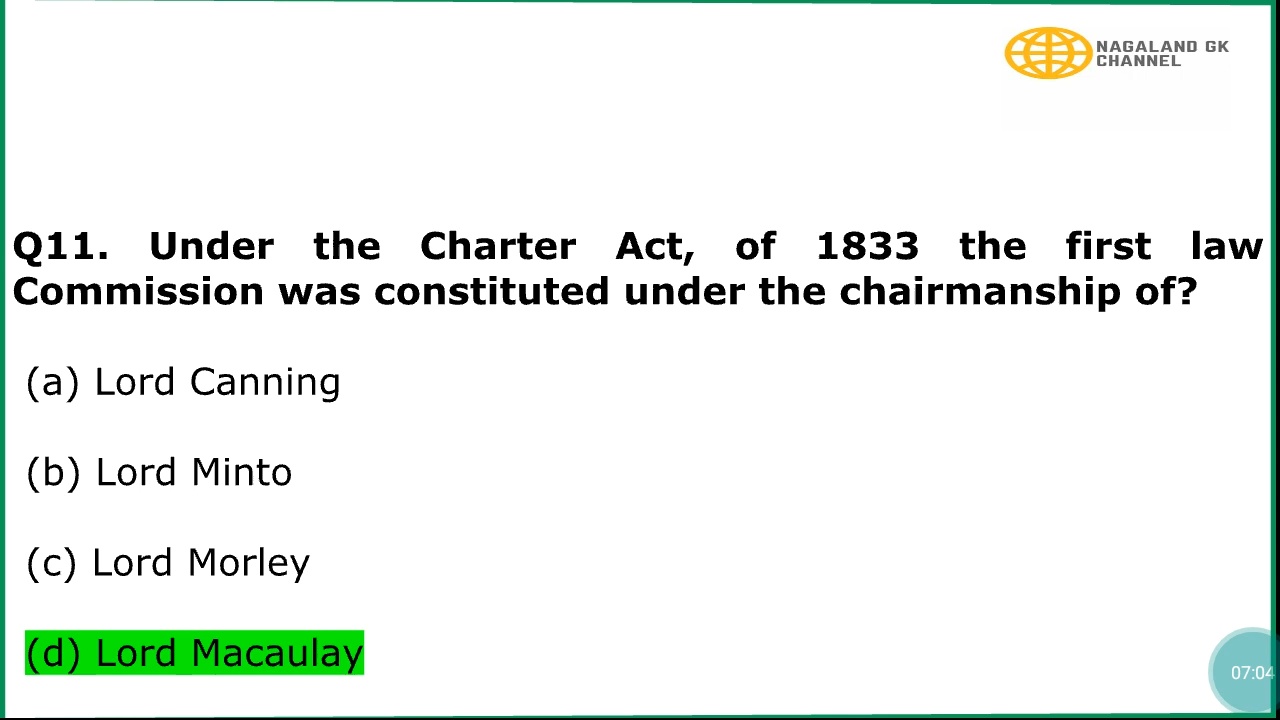 NAGALAND GK
CHANNEL
Q11. Under the Charter Act, of 1833 the first law
Commission was constituted under the chairmanship of?
(a) Lord Canning
(b) Lord Minto
(c) Lord Morley
(d) Lord Macaulay
07:04